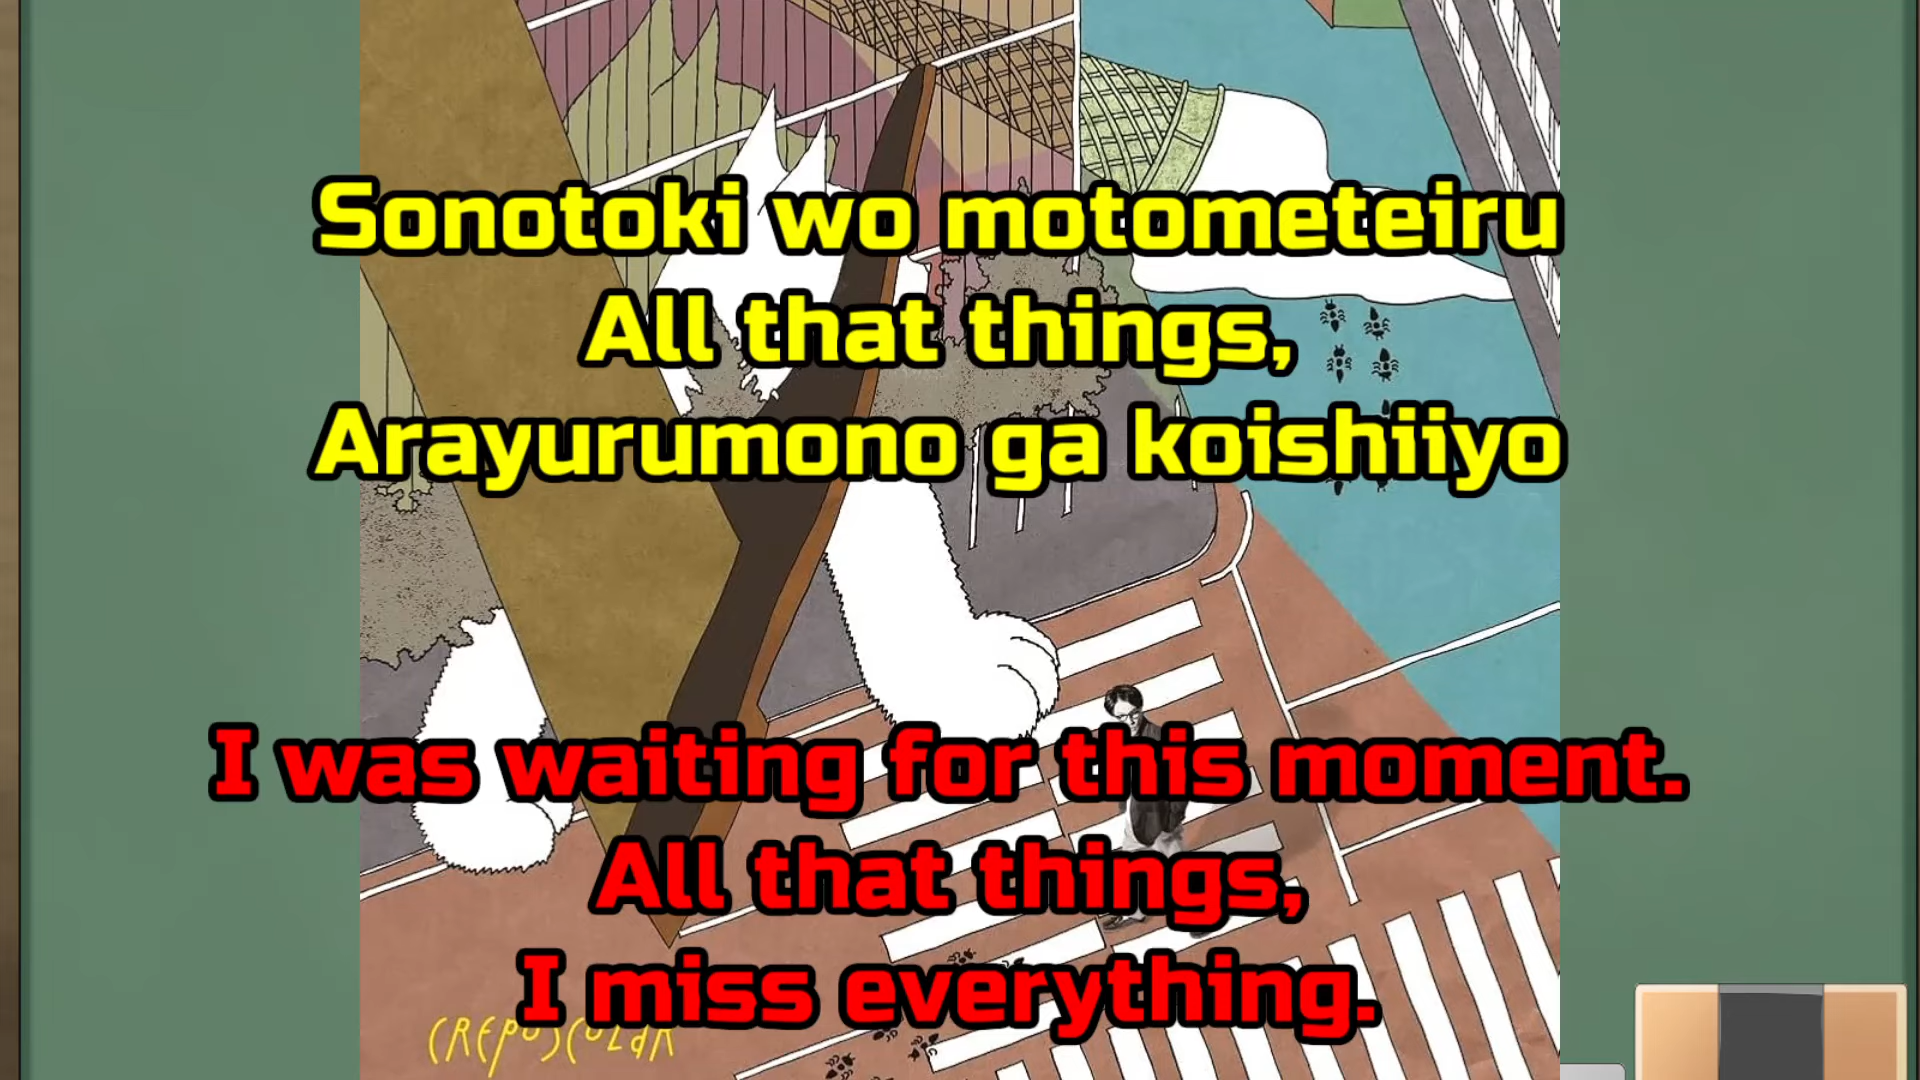 Sonotoki wo motometeiru
All that things,
Arayurumono ga koishiiyo
I was waiting for this moment.
All that things,
I miss everything.
CREPUSCULAR